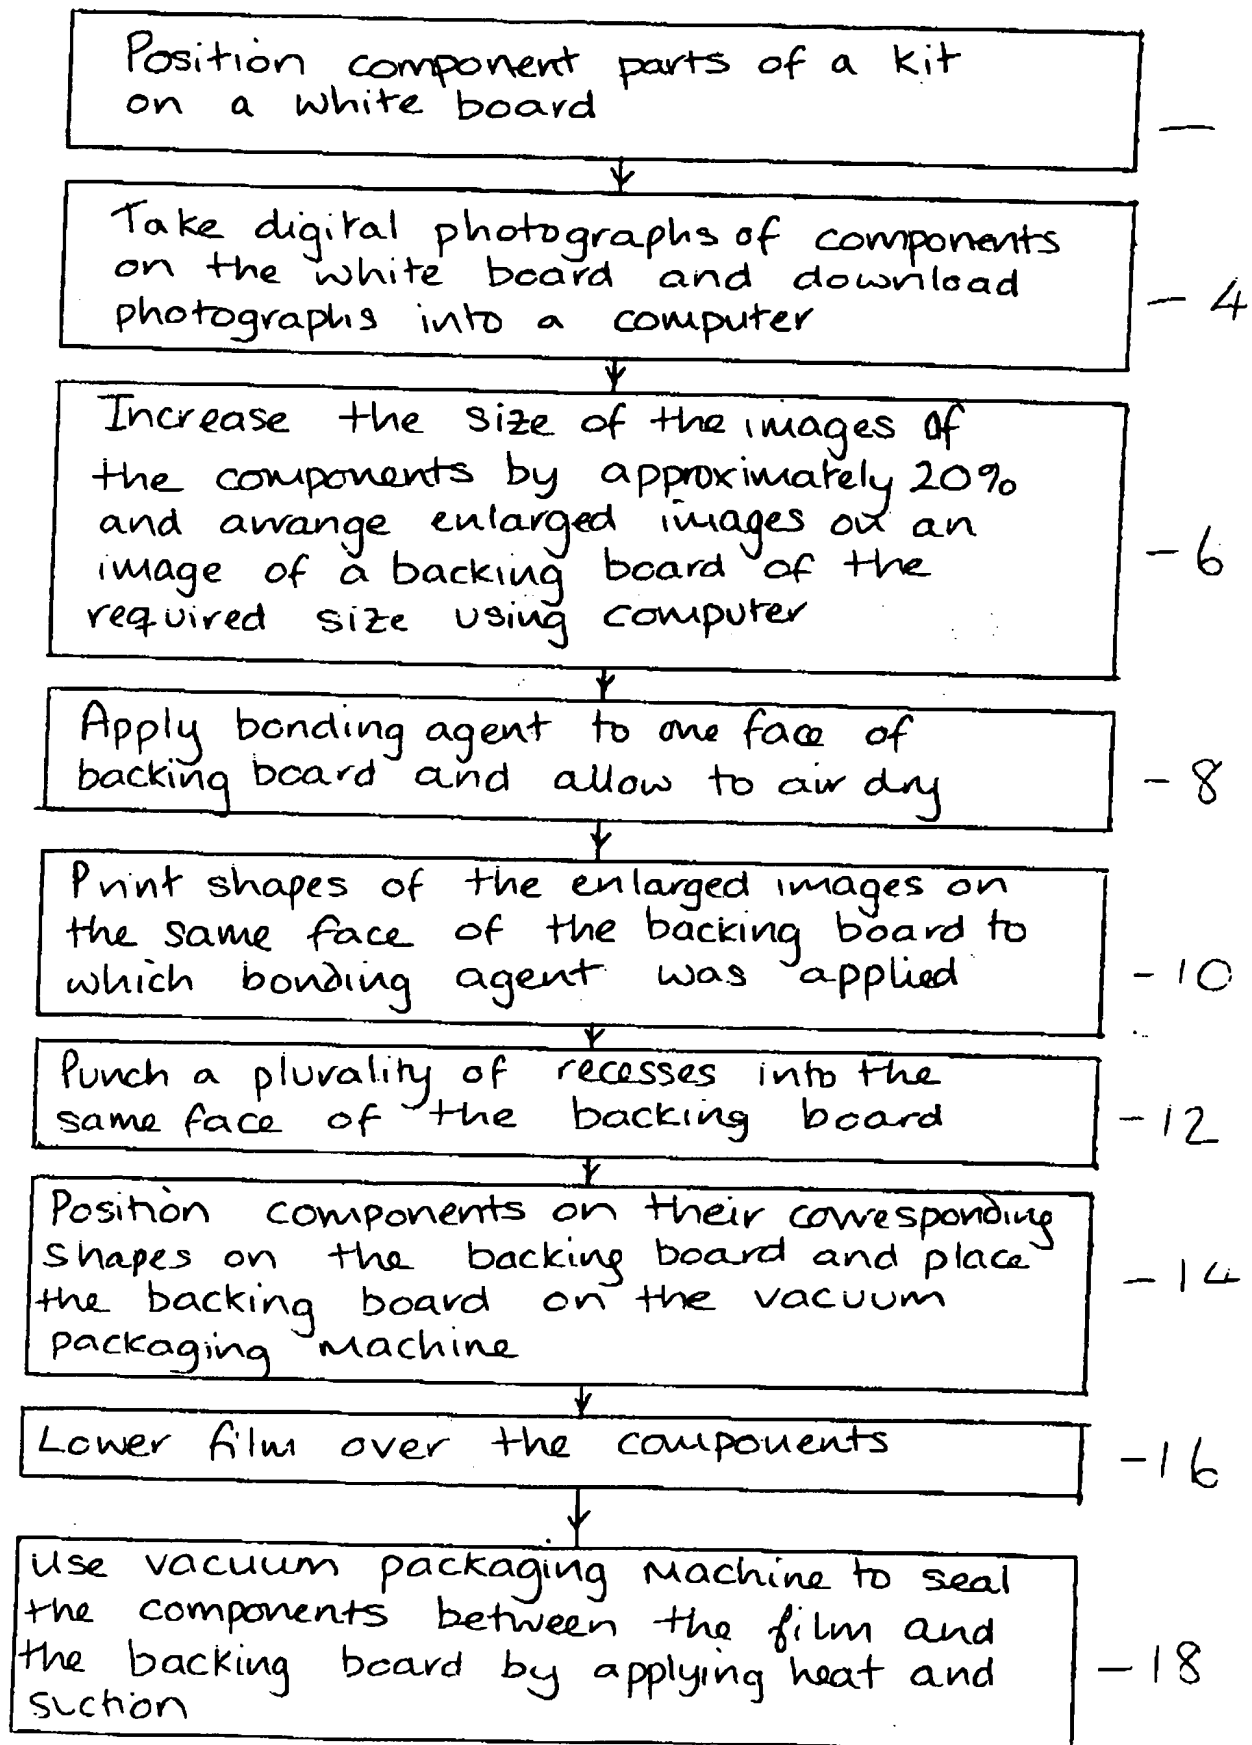 Position component parts of a kit
on a white board
—
Take digital photographs of components
on the white board and download
photographs into a computer
- 4
Increase the size of the images of
the components by approximately 20%
and arrange enlarged images on an
image of a backing board of the
required size using computer
- 6
Apply bonding agent to one face of
backing board and allow to air dry
- 8
Print shapes of the enlarged images on
the same face of the backing board to
which bonding agent was applied
- 10
Punch a plurality of recesses into the
same face of the backing board
- 12
Position components on their corresponding
shapes on the backing board and place
the backing board on the vacuum
packaging machine
- 14
Lower film over the components
- 16
Use vacuum packaging machine to seal
the components between the film and
the backing board by applying heat and
suction
- 18